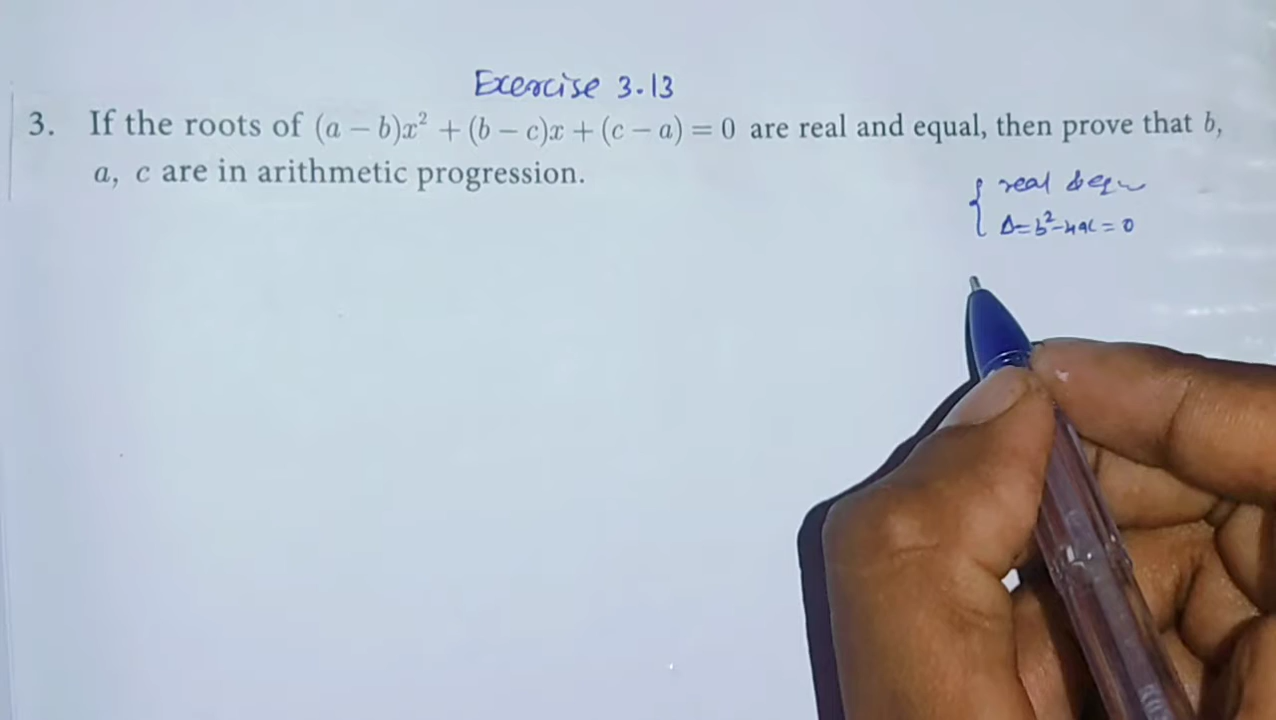 Exercise 3.13
3. If the roots of (a − b)x² + (b − c)x + (c − a) = 0 are real and equal, then prove that b,
a, c are in arithmetic progression.
real &
Δ=b²-4ac=0